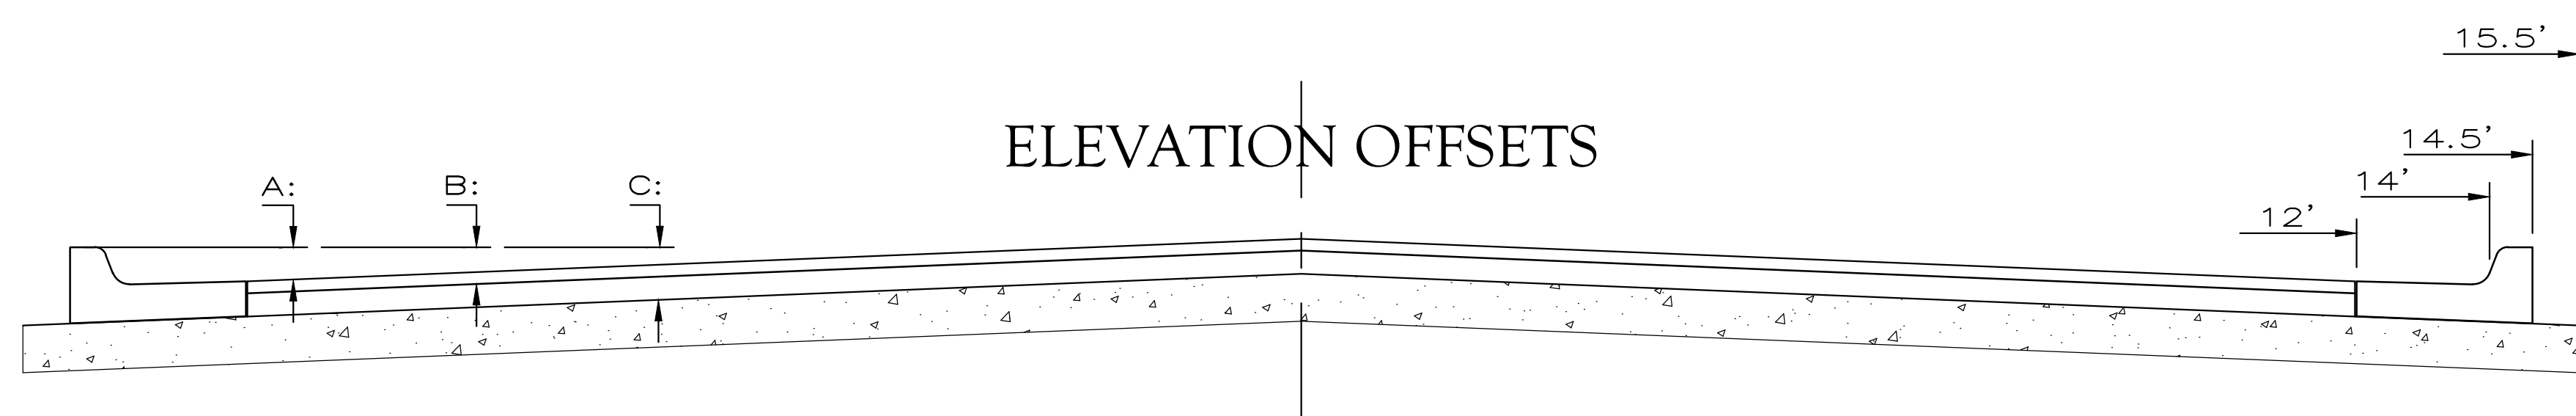 15.5’
ELEVATION OFFSETS
14.5’
A: B: C:
14’
12’